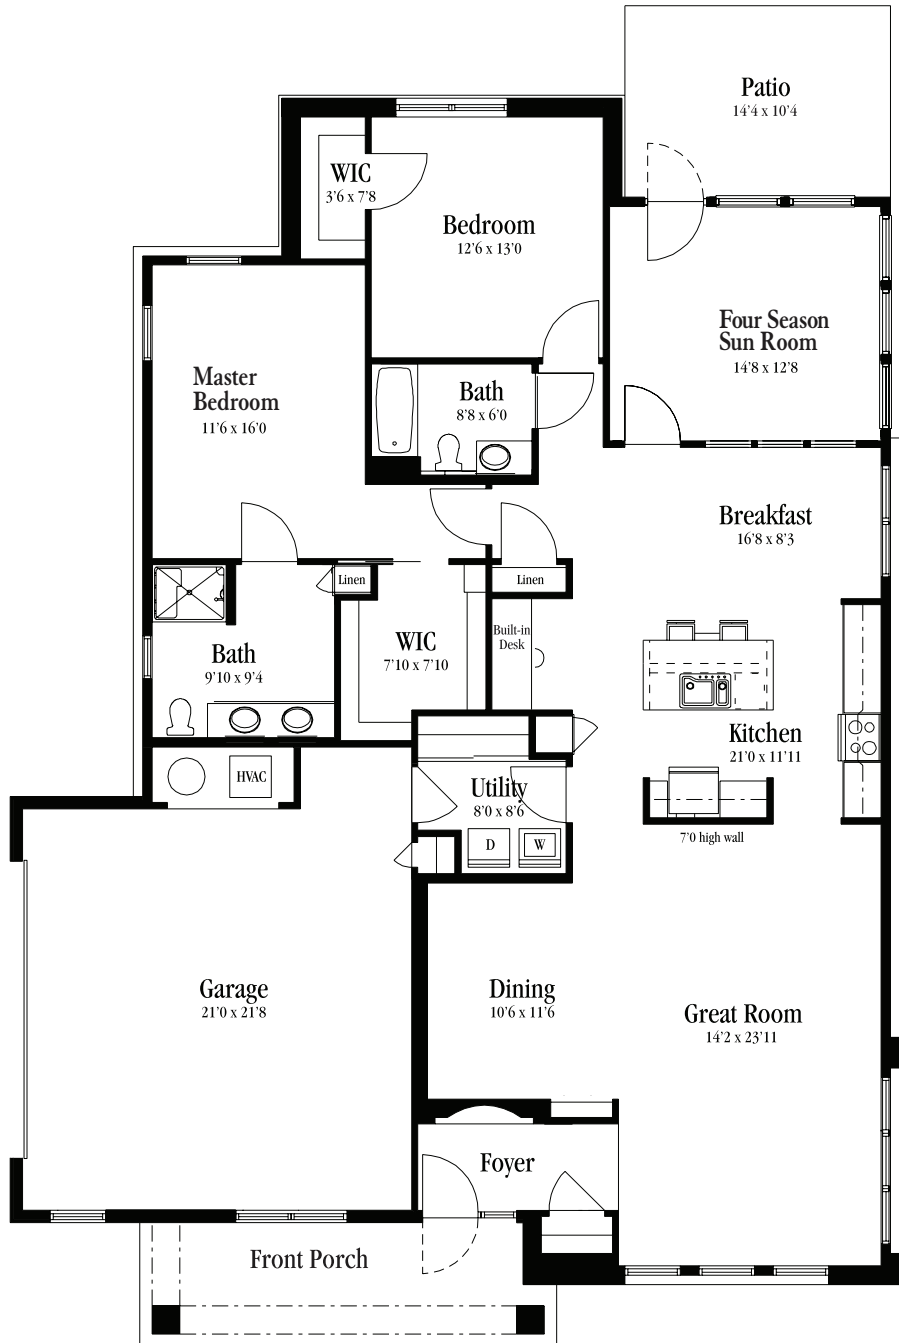 Patio
14'4 x 10'4
WIC
3'6 x 7'8
Bedroom
12'6 x 13'0
Four Season
Sun Room
14'8 x 12'8
Master
Bedroom
11'6 x 16'0
Bath
8'8 x 6'0
Breakfast
16'8 x 8'3
Linen
Linen
Built-in
Desk
WIC
7'10 x 7'10
Bath
9'10 x 9'4
Kitchen
21'0 x 11'11
HVAC
Utility
8'0 x 8'6
D
W
7'0 high wall
Garage
21'0 x 21'8
Dining
10'6 x 11'6
Great Room
14'2 x 23'11
Foyer
Front Porch